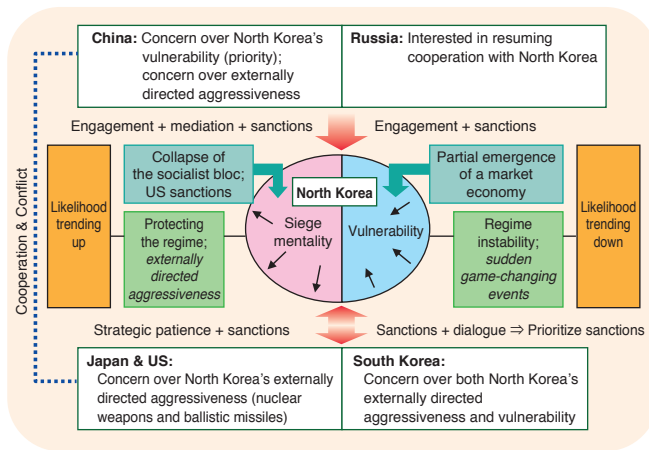 China: Concern over North Korea's
vulnerability (priority);
concern over externally
directed aggressiveness
Russia: Interested in resuming
cooperation with North Korea
Engagement + mediation + sanctions
Engagement + sanctions
Cooperation & Conflict
Likelihood
trending
up
Collapse of
the socialist bloc;
US sanctions
Protecting
the regime;
externally
directed
aggressiveness
North Korea
Siege
mentality
Vulnerability
Partial emergence
of a market
economy
Regime
instability;
sudden
game-changing
events
Likelihood
trending
down
Strategic patience + sanctions
Sanctions + dialogue ⇒ Prioritize sanctions
Japan & US:
Concern over North Korea's externally
directed aggressiveness (nuclear
weapons and ballistic missiles)
South Korea:
Concern over both North Korea's
externally directed
aggressiveness and vulnerability